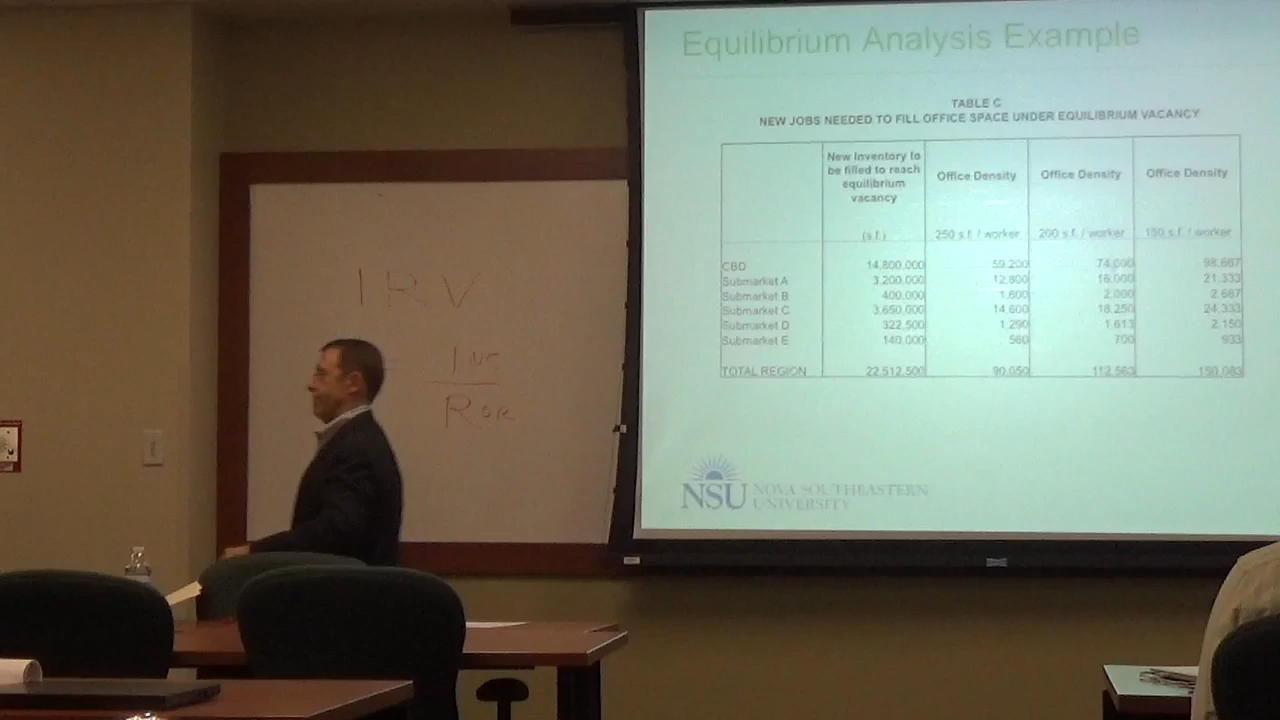 IRV
=
Inc
ROR
Equilibrium Analysis Example
TABLE C
NEW JOBS NEEDED TO FILL OFFICE SPACE UNDER EQUILIBRIUM VACANCY
New Inventory to be filled to reach equilibrium vacancy Office Density Office Density Office Density
(s.f.) 250 s.f. / worker 200 s.f. / worker 150 s.f. / worker
CBD 14,800,000 59,200 74,000 98,667
Submarket A 3,200,000 12,800 16,000 21,333
Submarket B 400,000 1,600 2,000 2,667
Submarket C 3,650,000 14,600 18,250 24,333
Submarket D 322,500 1,290 1,613 2,150
Submarket E 140,000 560 700 933
TOTAL REGION 22,512,500 90,050 112,563 150,083
NSU NOVA SOUTHEASTERN
UNIVERSITY